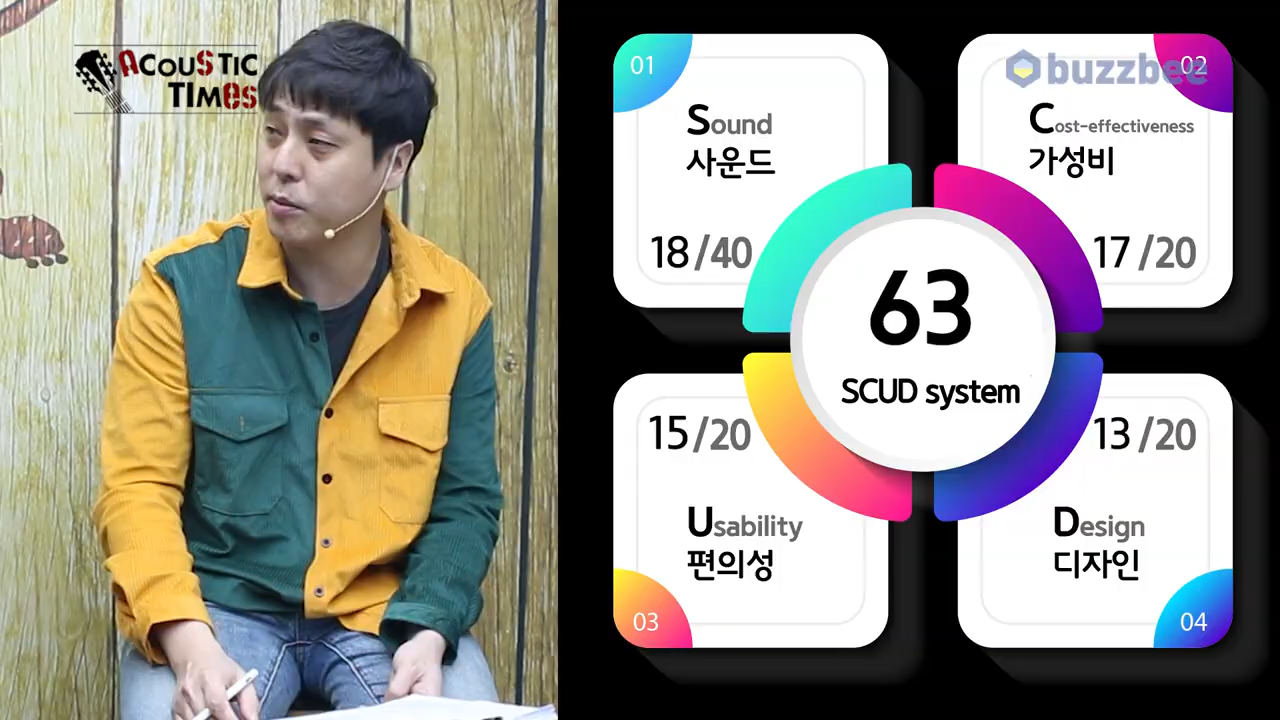 ACOUSTIC
TIMES
buzzbee
01
Sound
사운드
18/40
02
Cost-effectiveness
가성비
17/20
63
SCUD system
15/20
Usability
편의성
03
13/20
Design
디자인
04